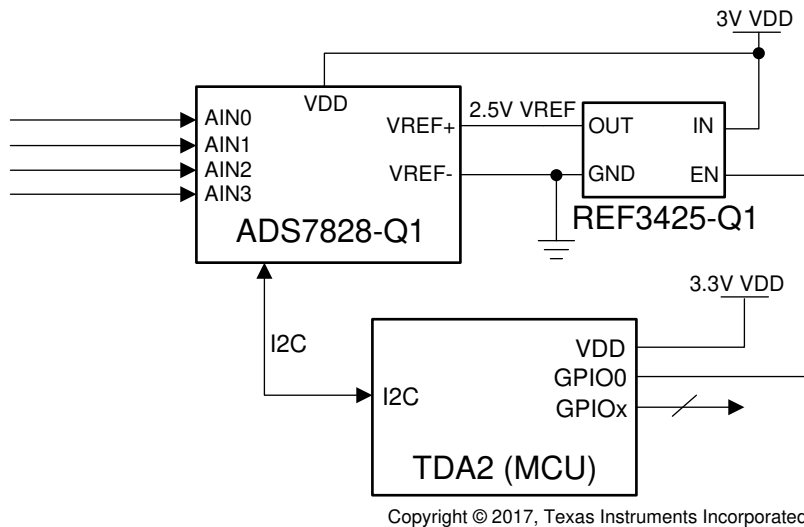 3V VDD
VDD
AIN0
AIN1
AIN2
AIN3
VREF+
VREF-
ADS7828-Q1
2.5V VREF
OUT
IN
GND
EN
REF3425-Q1
I2C
3.3V VDD
VDD
GPIO0
GPIOx
I2C
TDA2 (MCU)
Copyright © 2017, Texas Instruments Incorporated